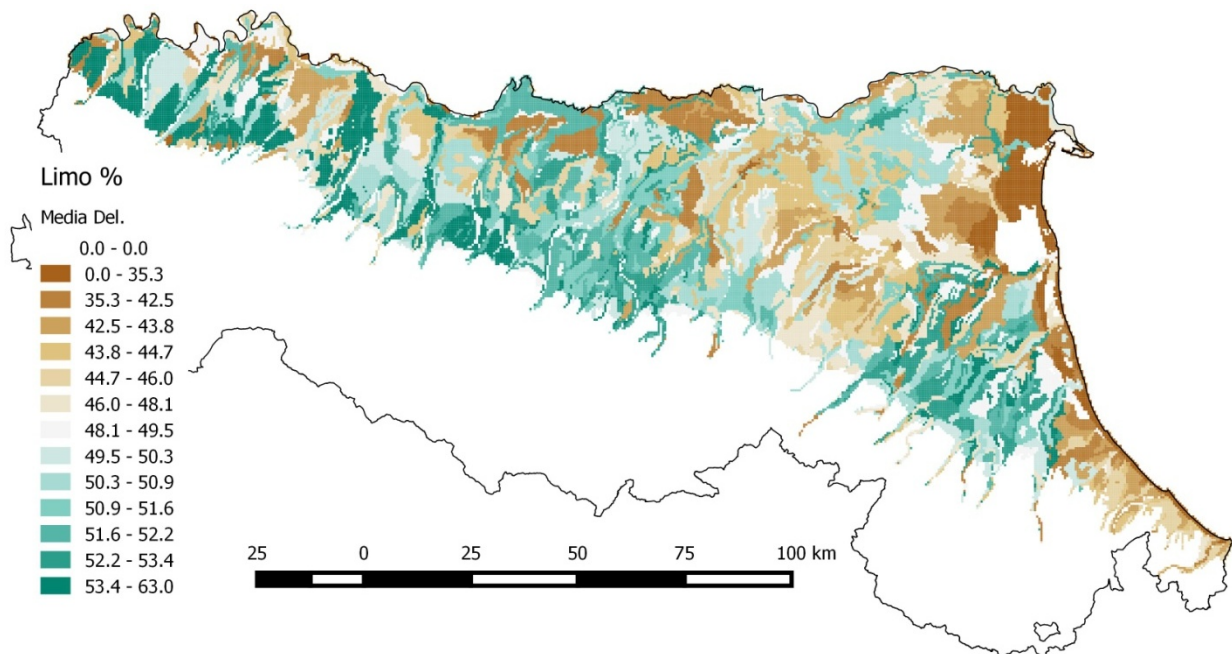 Limo %
Media Del.
0.0 - 0.0
0.0 - 35.3
35.3 - 42.5
42.5 - 43.8
43.8 - 44.7
44.7 - 46.0
46.0 - 48.1
48.1 - 49.5
49.5 - 50.3
50.3 - 50.9
50.9 - 51.6
51.6 - 52.2
52.2 - 53.4
53.4 - 63.0
25 0 25 50 75 100 km